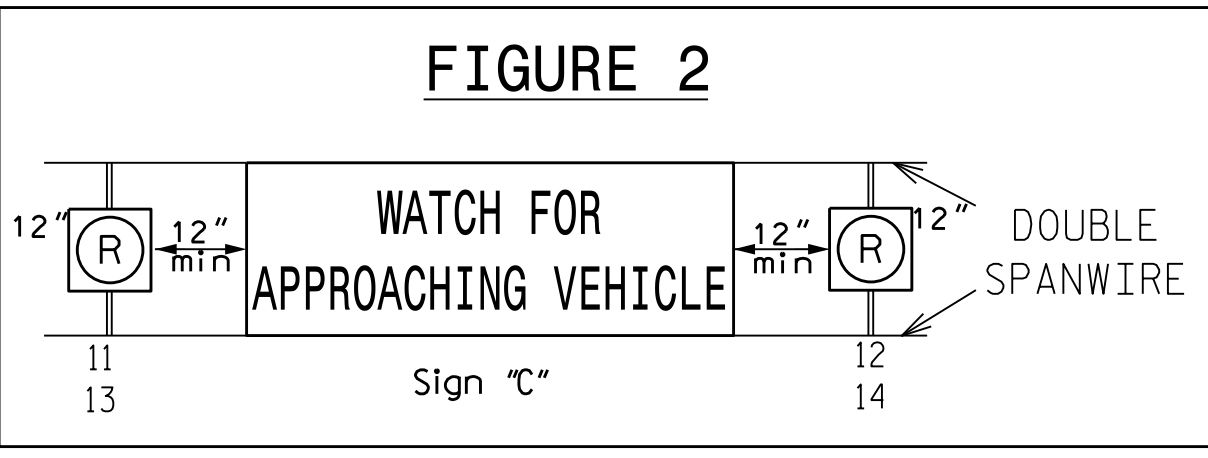 FIGURE 2
WATCH FOR
APPROACHING VEHICLE
12"
R
12"
min
12"
min
R
12"
DOUBLE
SPANWIRE
11
13
Sign "C"
12
14